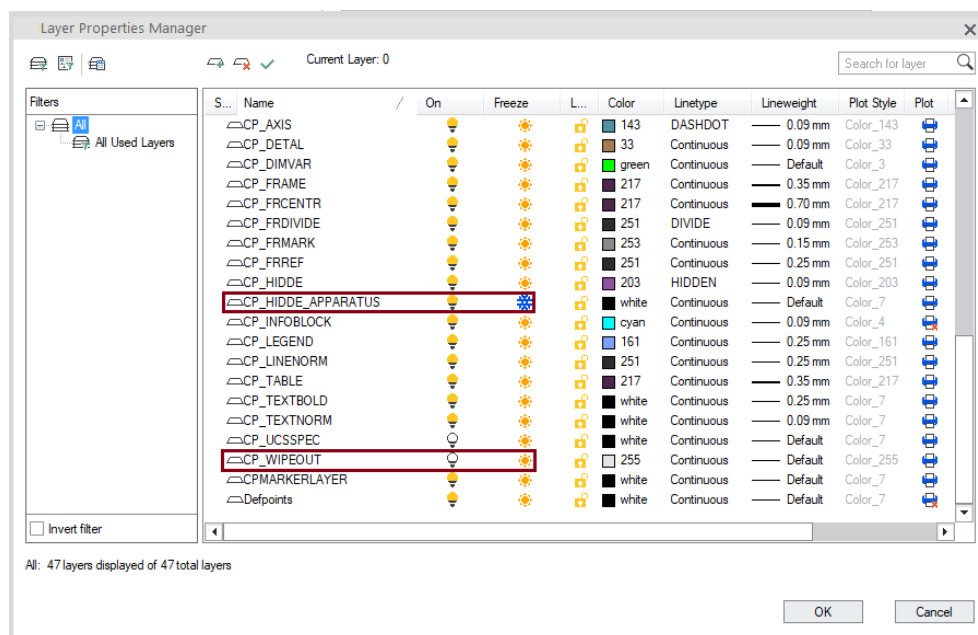 Layer Properties Manager
Current Layer: 0
Search for layer
Filters
All
All Used Layers
Invert filter
S... Name On Freeze L... Color Linetype Lineweight Plot Style Plot
CP_AXIS 143 DASHDOT 0.09 mm Color_143
CP_DETAL 33 Continuous 0.09 mm Color_33
CP_DIMVAR green Continuous Default Color_3
CP_FRAME 217 Continuous 0.35 mm Color_217
CP_FRCENTR 217 Continuous 0.70 mm Color_217
CP_FRDIVIDE 251 DIVIDE 0.09 mm Color_251
CP_FRMARK 253 Continuous 0.15 mm Color_253
CP_FRREF 251 Continuous 0.25 mm Color_251
CP_HIDDE 203 HIDDEN 0.09 mm Color_203
CP_HIDDE_APPARATUS white Continuous Default Color_7
CP_INFOBLOCK cyan Continuous 0.09 mm Color_4
CP_LEGEND 161 Continuous 0.25 mm Color_161
CP_LINENORM 251 Continuous 0.25 mm Color_251
CP_TABLE 217 Continuous 0.35 mm Color_217
CP_TEXTBOLD white Continuous 0.25 mm Color_7
CP_TEXTNORM white Continuous 0.09 mm Color_7
CP_UCSSPEC white Continuous Default Color_7
CP_WIPEOUT 255 Continuous Default Color_255
CPMARKERLAYER white Continuous Default Color_7
Defpoints white Continuous Default Color_7
All: 47 layers displayed of 47 total layers
OK Cancel